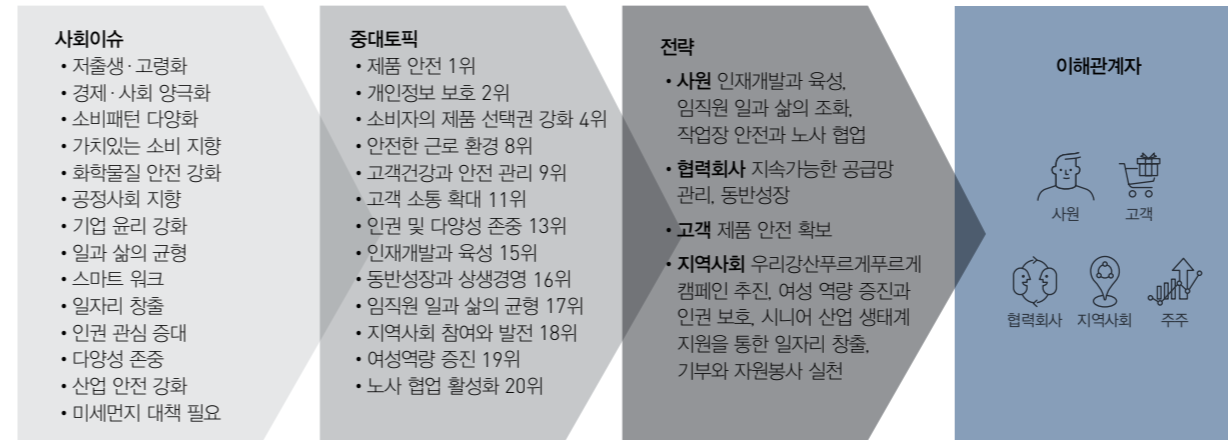 사회이슈
• 저출생·고령화
• 경제·사회 양극화
• 소비패턴 다양화
• 가치있는 소비 지향
• 화학물질 안전 강화
• 공정사회 지향
• 기업 윤리 강화
• 일과 삶의 균형
• 스마트 워크
• 일자리 창출
• 인권 관심 증대
• 다양성 존중
• 산업 안전 강화
• 미세먼지 대책 필요
중대토픽
• 제품 안전 1위
• 개인정보 보호 2위
• 소비자의 제품 선택권 강화 4위
• 안전한 근로 환경 8위
• 고객건강과 안전 관리 9위
• 고객 소통 확대 11위
• 인권 및 다양성 존중 13위
• 인재개발과 육성 15위
• 동반성장과 상생경영 16위
• 임직원 일과 삶의 균형 17위
• 지역사회 참여와 발전 18위
• 여성역량 증진 19위
• 노사 협업 활성화 20위
전략
• 사원 인재개발과 육성,
임직원 일과 삶의 조화,
작업장 안전과 노사 협업
• 협력회사 지속가능한 공급망
관리, 동반성장
• 고객 제품 안전 확보
• 지역사회 우리강산푸르게푸르게
캠페인 추진, 여성 역량 증진과
인권 보호, 시니어 산업 생태계
지원을 통한 일자리 창출,
기부와 자원봉사 실천
이해관계자
사원 고객
협력회사 지역사회 주주